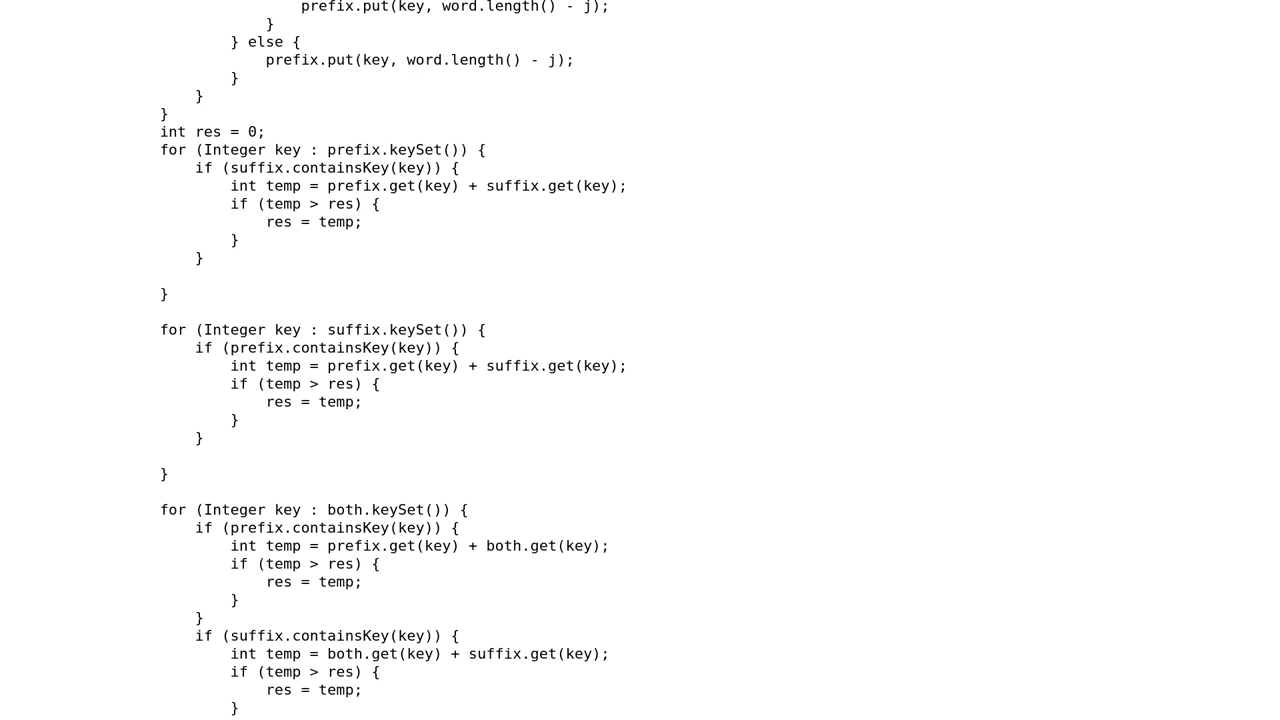 prefix.put(key, word.length() - j);
            }
        } else {
            prefix.put(key, word.length() - j);
        }
    }
}
int res = 0;
for (Integer key : prefix.keySet()) {
    if (suffix.containsKey(key)) {
        int temp = prefix.get(key) + suffix.get(key);
        if (temp > res) {
            res = temp;
        }
    }

}

for (Integer key : suffix.keySet()) {
    if (prefix.containsKey(key)) {
        int temp = prefix.get(key) + suffix.get(key);
        if (temp > res) {
            res = temp;
        }
    }

}

for (Integer key : both.keySet()) {
    if (prefix.containsKey(key)) {
        int temp = prefix.get(key) + both.get(key);
        if (temp > res) {
            res = temp;
        }
    }
    if (suffix.containsKey(key)) {
        int temp = both.get(key) + suffix.get(key);
        if (temp > res) {
            res = temp;
        }